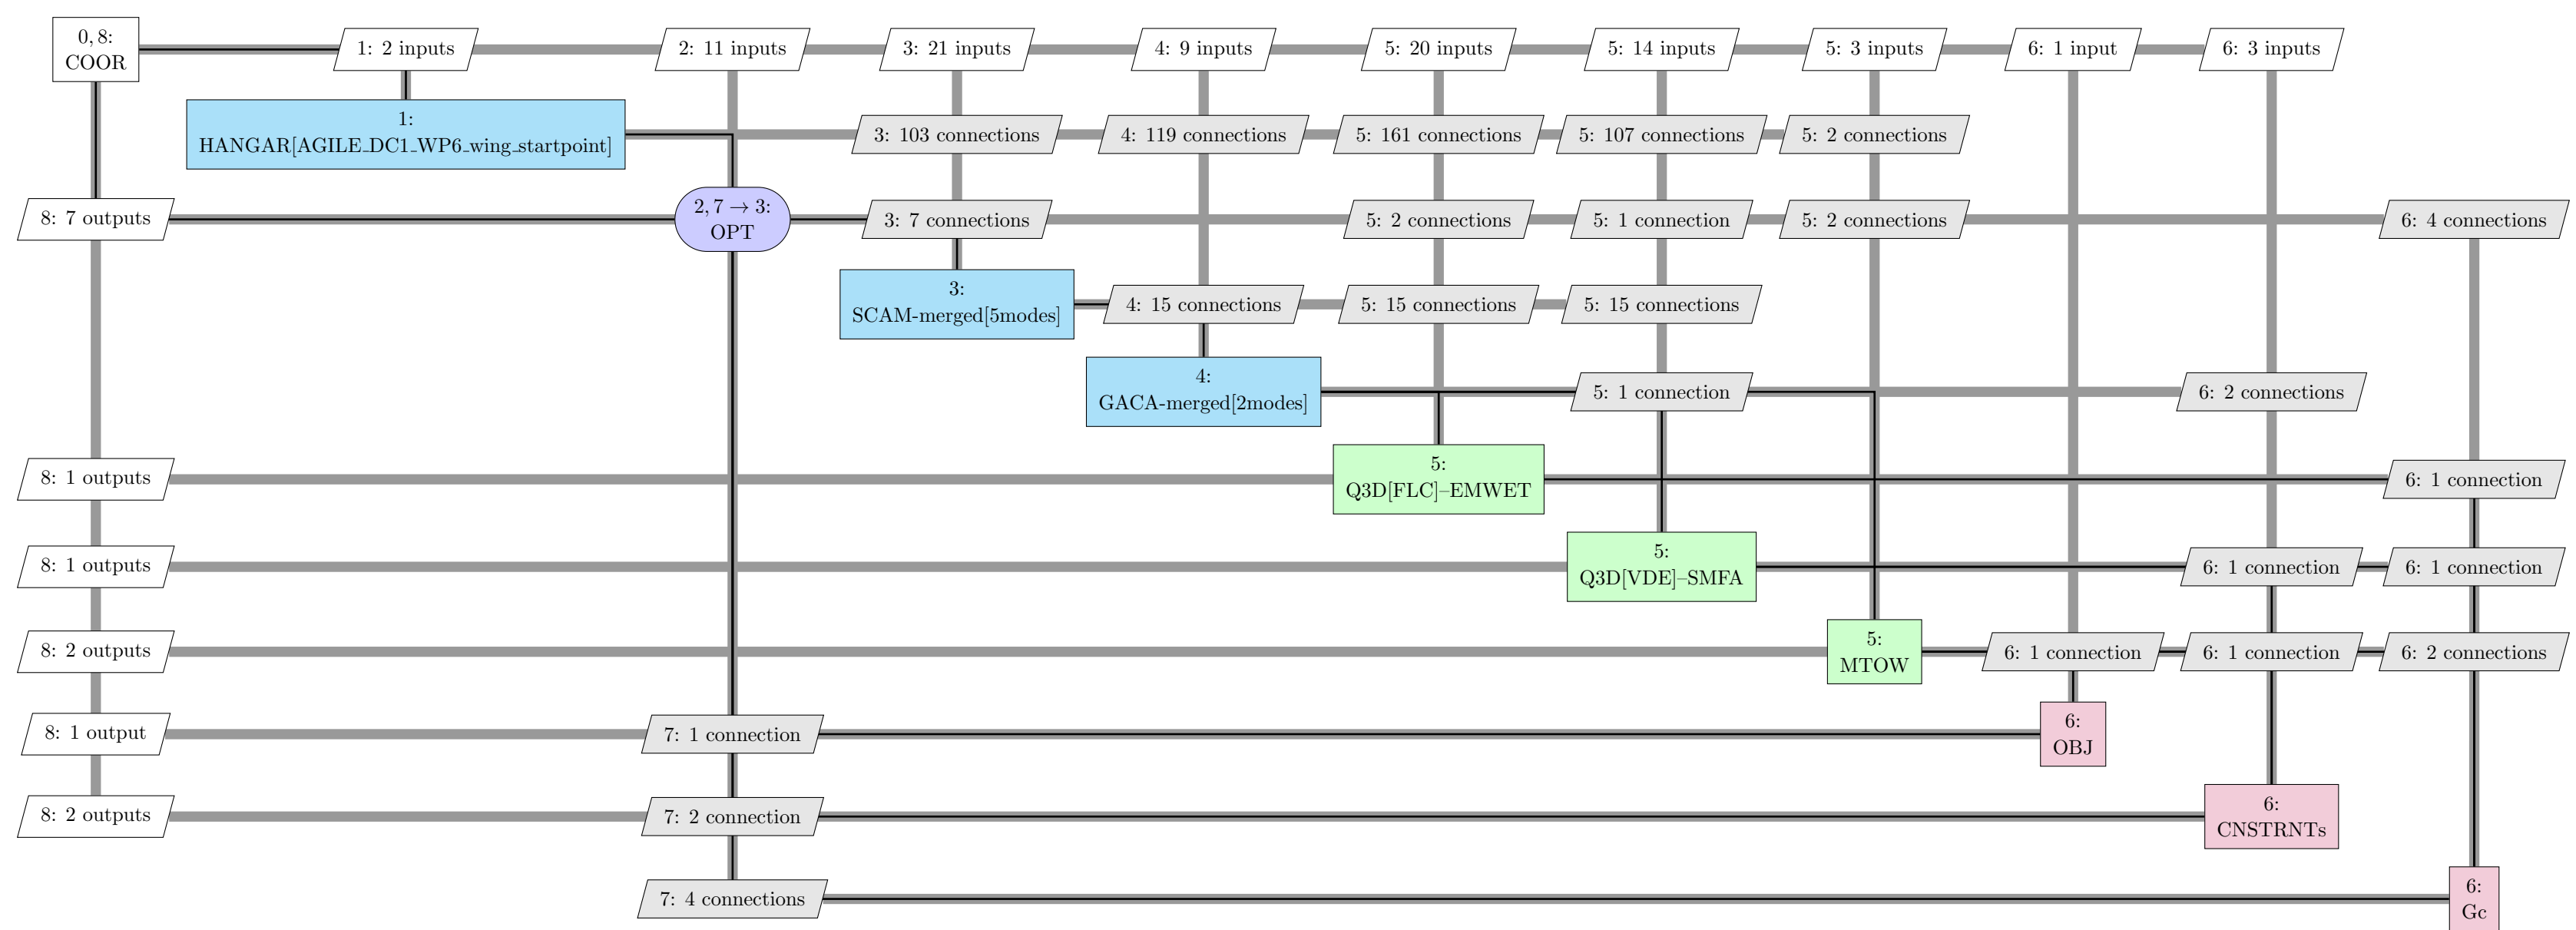 0, 8:
COOR
1: 2 inputs
2: 11 inputs
3: 21 inputs
4: 9 inputs
5: 20 inputs
5: 14 inputs
5: 3 inputs
6: 1 input
6: 3 inputs
1:
HANGAR[AGILE_DC1_WP6_wing_startpoint]
3: 103 connections
4: 119 connections
5: 161 connections
5: 107 connections
5: 2 connections
8: 7 outputs
2, 7 → 3:
OPT
3: 7 connections
5: 2 connections
5: 1 connection
5: 2 connections
6: 4 connections
3:
SCAM-merged[5modes]
4: 15 connections
5: 15 connections
5: 15 connections
4:
GACA-merged[2modes]
5: 1 connection
6: 2 connections
8: 1 outputs
5:
Q3D[FLC]–EMWET
6: 1 connection
8: 1 outputs
5:
Q3D[VDE]–SMFA
6: 1 connection
6: 1 connection
8: 2 outputs
5:
MTOW
6: 1 connection
6: 1 connection
6: 2 connections
8: 1 output
7: 1 connection
6:
OBJ
8: 2 outputs
7: 2 connection
6:
CNSTRNTs
7: 4 connections
6:
Gc